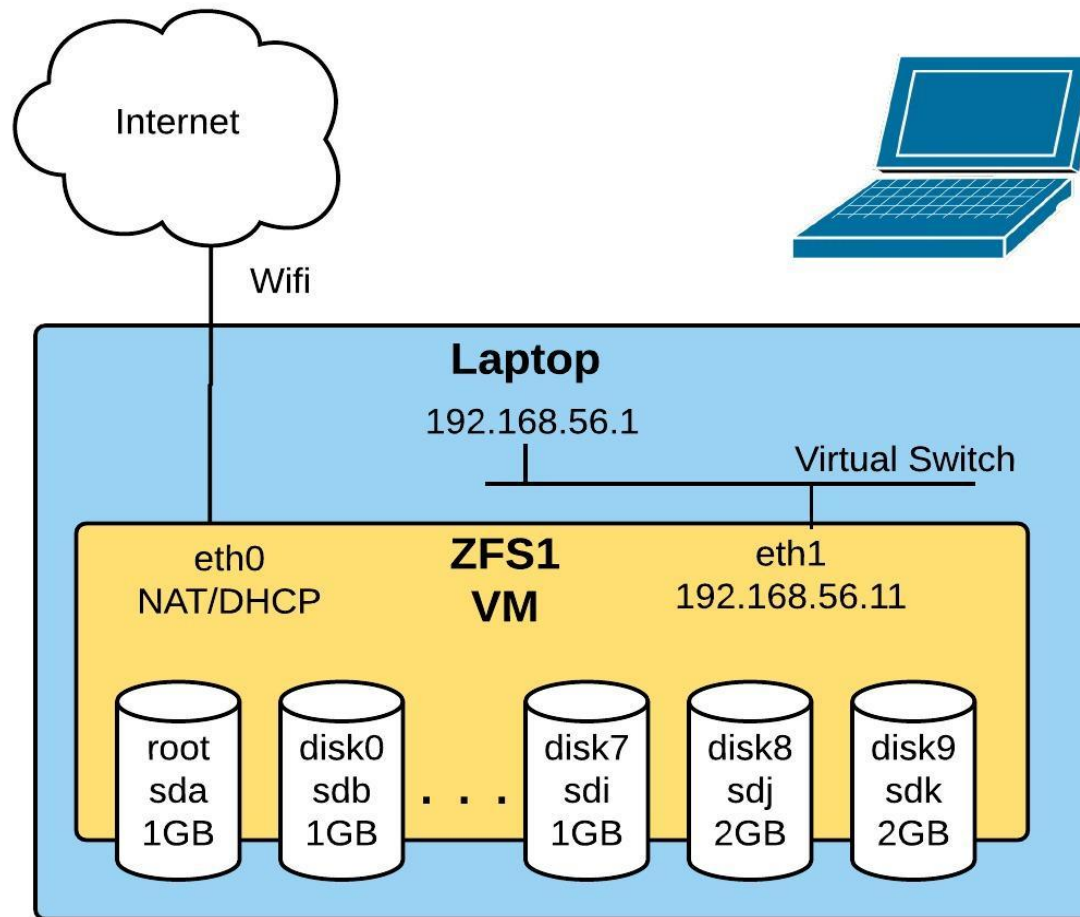 Internet
Wifi
Laptop
192.168.56.1
Virtual Switch
eth0
NAT/DHCP
ZFS1
VM
eth1
192.168.56.11
root
sda
1GB
disk0
sdb
1GB
. . .
disk7
sdi
1GB
disk8
sdj
2GB
disk9
sdk
2GB